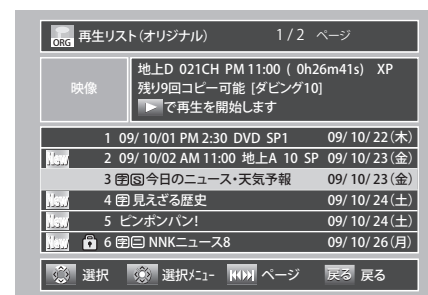 ORG 再生リスト(オリジナル) 1 / 2 ページ
映像
地上D 021CH PM 11:00 ( 0h26m41s) XP
残り9回コピー可能 [ダビング10]
で再生を開始します
1 09/ 10/01 PM 2:30 DVD SP1 09/ 10/ 22(木)
2 09/ 10/02 AM 11:00 地上A 10 SP 09/ 10/ 23(金)
3 字S今日のニュース・天気予報 09/ 10/ 23(金)
4 字見えざる歴史 09/ 10/ 24(土)
5 ピンポンパン! 09/ 10/ 24(土)
6 字二 NNKニュース8 09/ 10/ 26(月)
選択 選択メニュー ページ 戻る 戻る